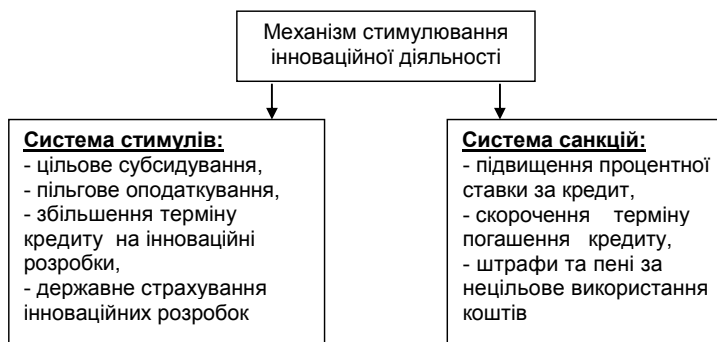 Механізм стимулювання
інноваційної діяльності
Система стимулів:
- цільове субсидування,
- пільгове оподаткування,
- збільшення терміну
кредиту на інноваційні
розробки,
- державне страхування
інноваційних розробок
Система санкцій:
- підвищення процентної
ставки за кредит,
- скорочення терміну
погашення кредиту,
- штрафи та пені за
нецільове використання
коштів